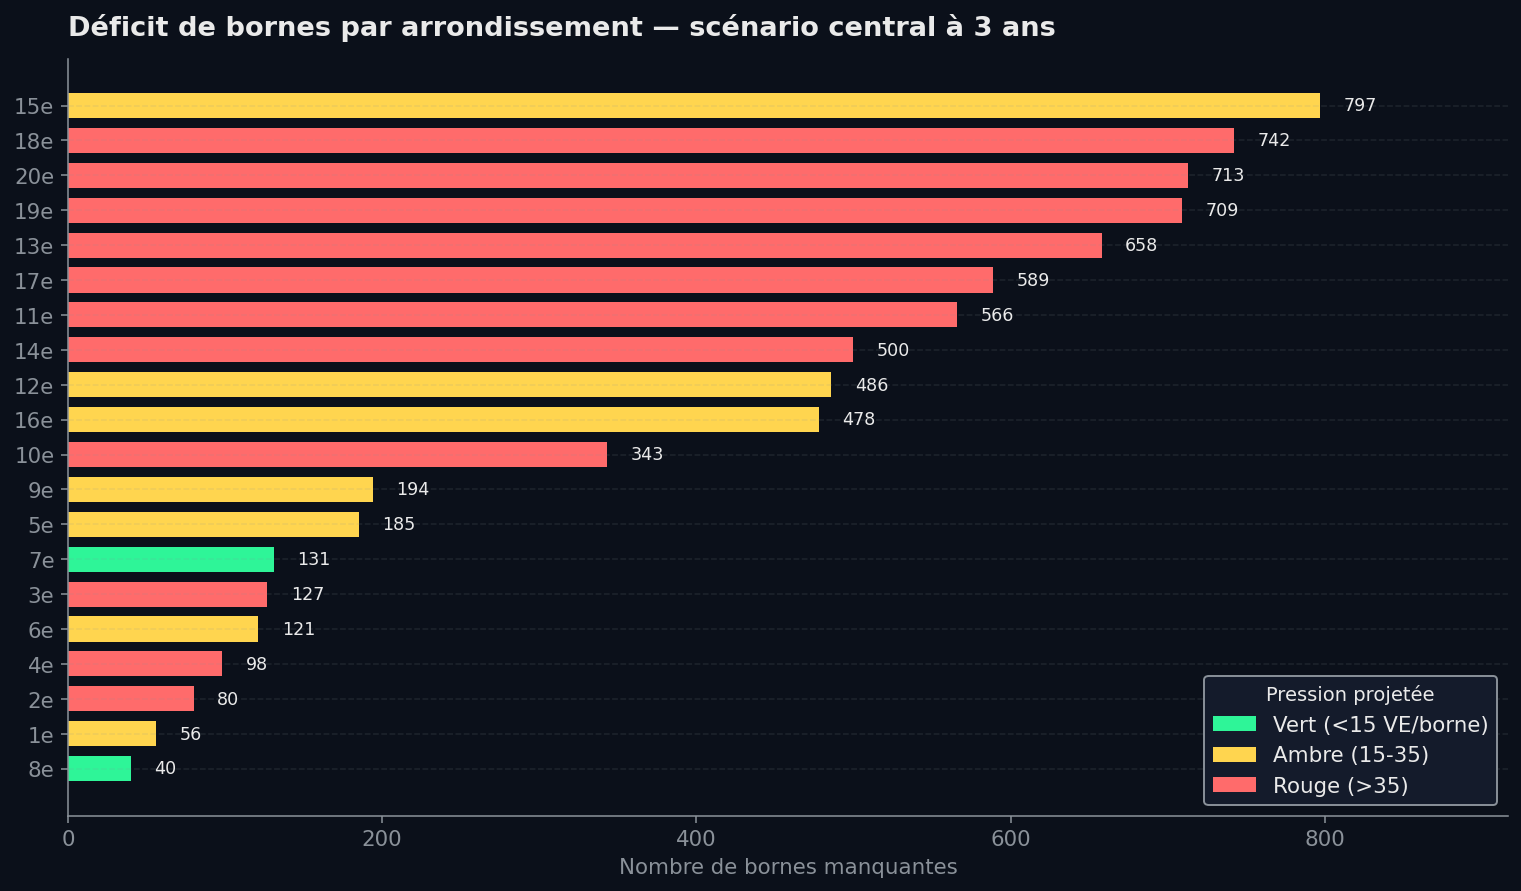 Déficit de bornes par arrondissement — scénario central à 3 ans
15e 797
18e 742
20e 713
19e 709
13e 658
17e 589
11e 566
14e 500
12e 486
16e 478
10e 343
9e 194
5e 185
7e 131
3e 127
6e 121
4e 98
2e 80
1e 56
8e 40
Pression projetée
Vert (<15 VE/borne)
Ambre (15-35)
Rouge (>35)
0 200 400 600 800
Nombre de bornes manquantes